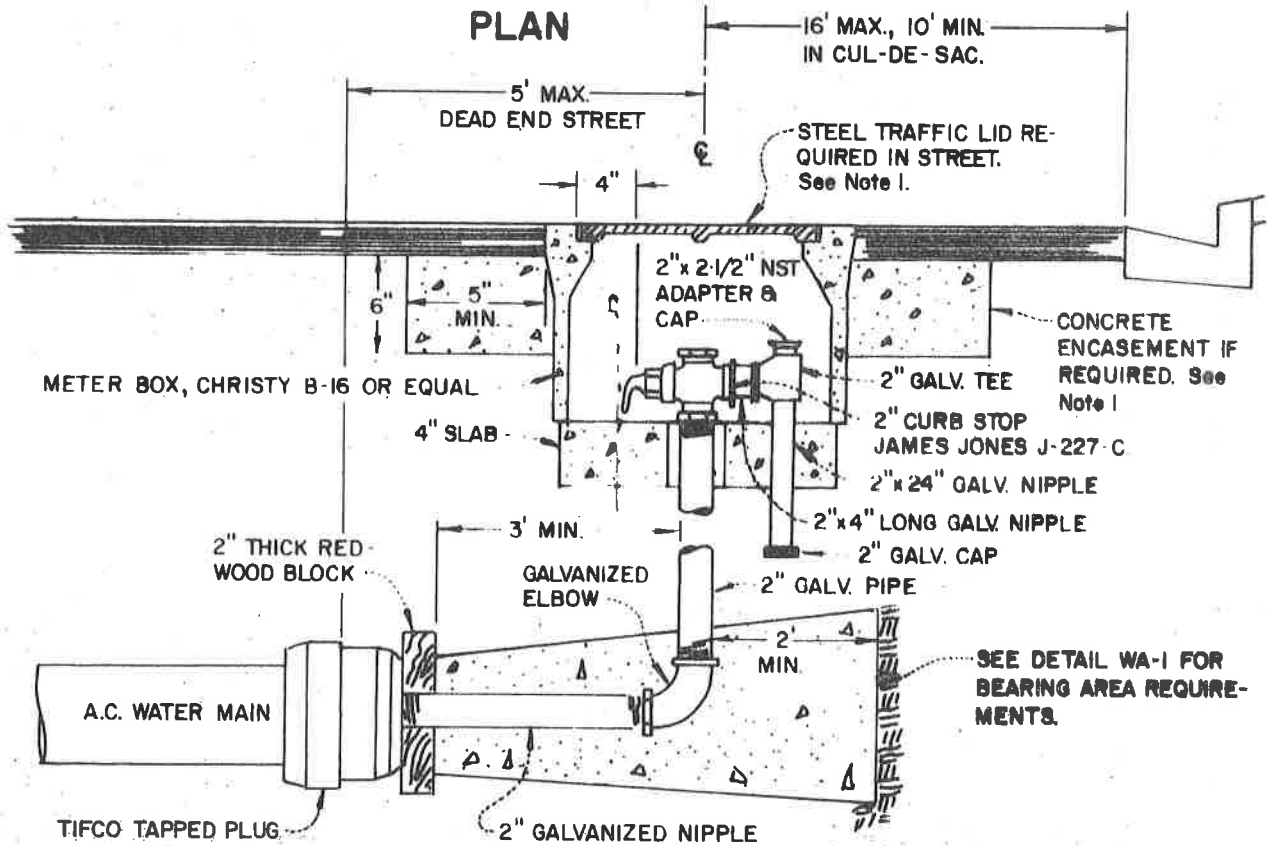 PLAN
16' MAX., 10' MIN.
IN CUL-DE-SAC.
5' MAX.
DEAD END STREET
STEEL TRAFFIC LID RE-
QUIRED IN STREET.
See Note 1.
℄
4"
2"x 2-1/2" NST
ADAPTER &
CAP
6"
5"
MIN.
CONCRETE
ENCASEMENT IF
REQUIRED. See
Note 1
METER BOX, CHRISTY B-16 OR EQUAL
2" GALV. TEE
2" CURB STOP
JAMES JONES J-227-C
4" SLAB
2"x 24" GALV. NIPPLE
2"x4" LONG GALV. NIPPLE
3' MIN.
2" THICK RED-
WOOD BLOCK
2" GALV. CAP
GALVANIZED
ELBOW
2" GALV. PIPE
2'
MIN.
SEE DETAIL WA-1 FOR
BEARING AREA REQUIRE-
MENTS.
A.C. WATER MAIN
TIFCO TAPPED PLUG
2" GALVANIZED NIPPLE